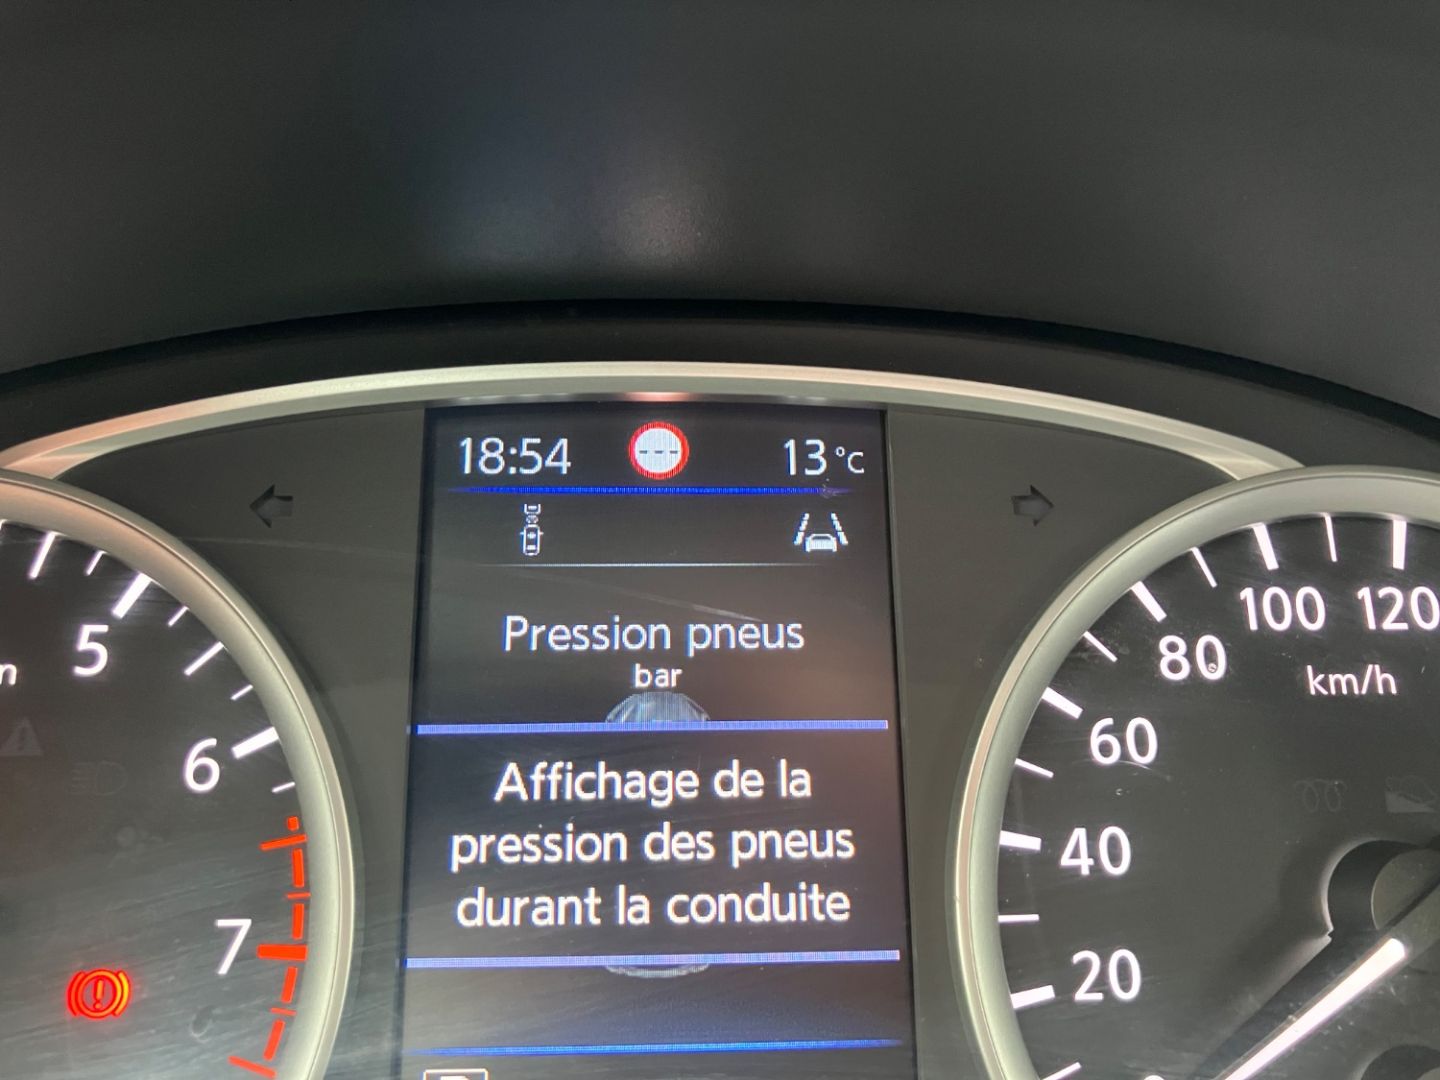 18:54 13°C
Pression pneus
bar
Affichage de la
pression des pneus
durant la conduite
5
6
7
20
40
60
80
100
120
km/h